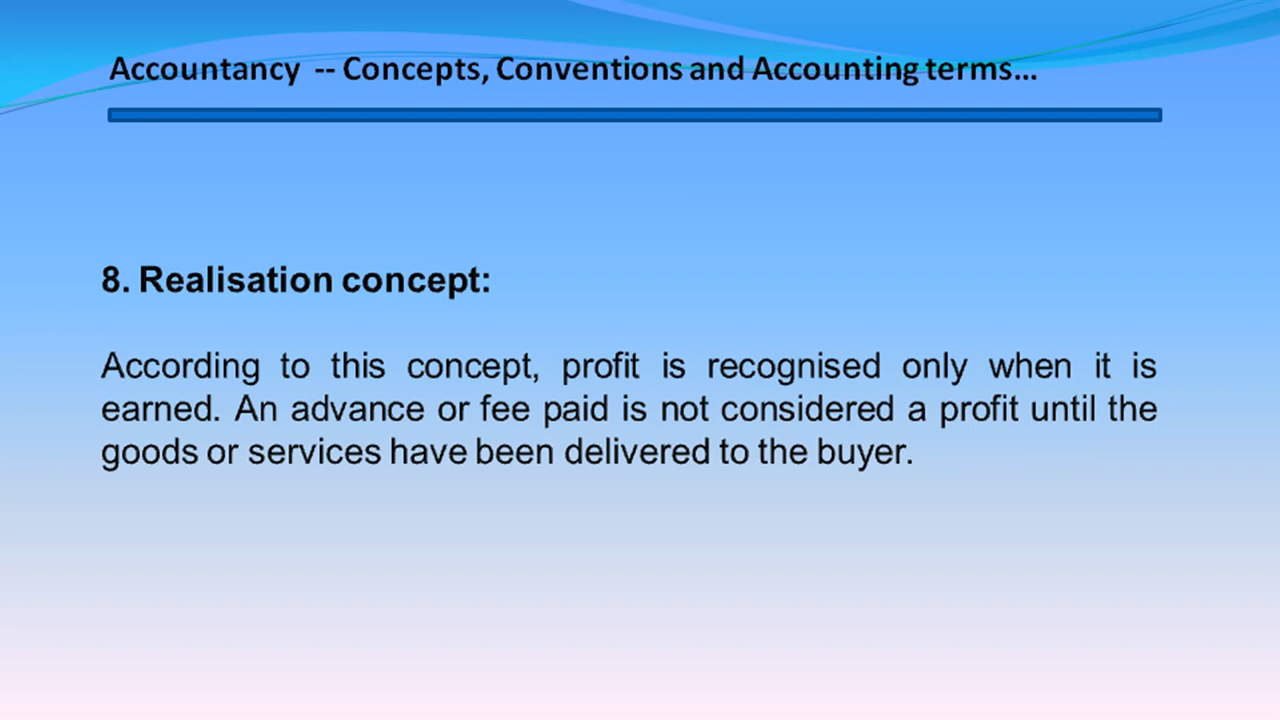 Accountancy -- Concepts, Conventions and Accounting terms...
8. Realisation concept:
According to this concept, profit is recognised only when it is
earned. An advance or fee paid is not considered a profit until the
goods or services have been delivered to the buyer.